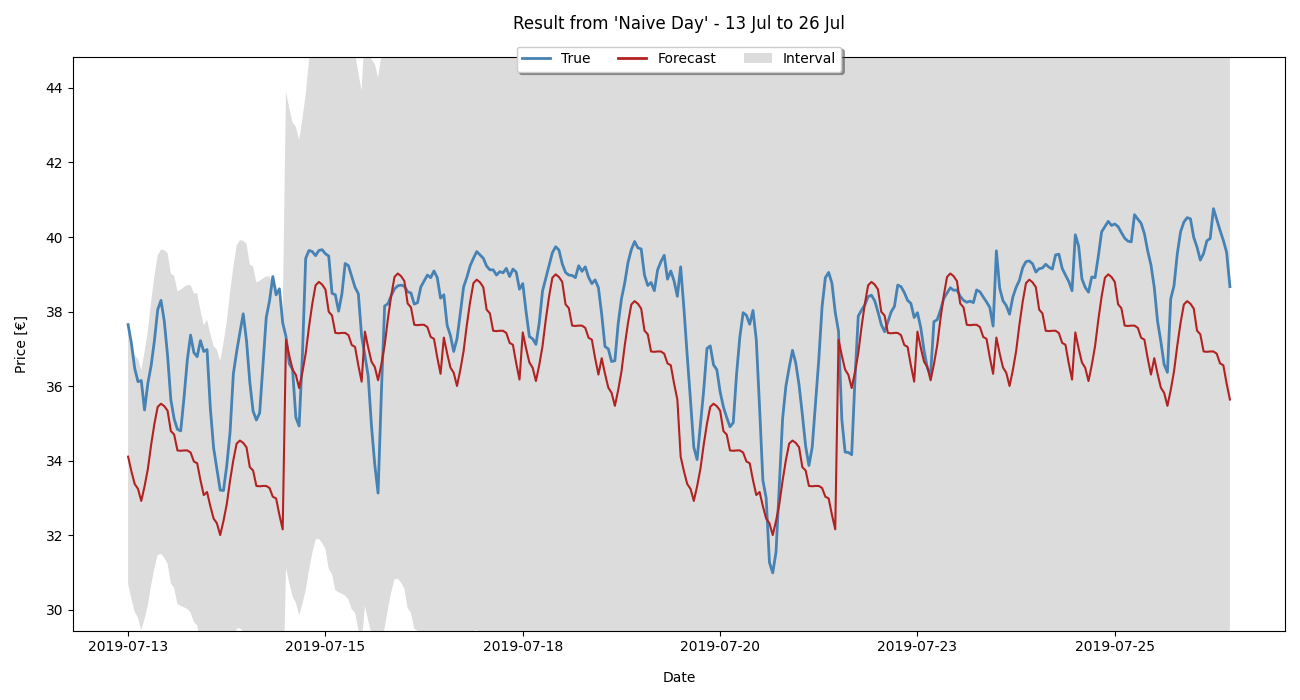 Result from 'Naive Day' - 13 Jul to 26 Jul
True Forecast Interval
44
42
40
38
36
34
32
30
Price [€]
2019-07-13 2019-07-15 2019-07-18 2019-07-20 2019-07-23 2019-07-25
Date